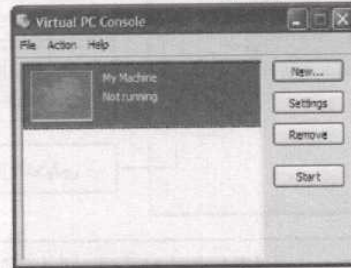 Virtual PC Console
File Action Help
My Machine
Not running
New...
Settings
Remove
Start